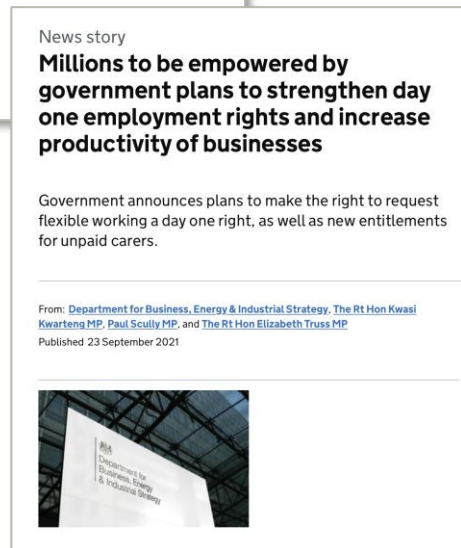 News story
Millions to be empowered by
government plans to strengthen day
one employment rights and increase
productivity of businesses
Government announces plans to make the right to request
flexible working a day one right, as well as new entitlements
for unpaid carers.
From: Department for Business, Energy & Industrial Strategy, The Rt Hon Kwasi
Kwarteng MP, Paul Scully MP, and The Rt Hon Elizabeth Truss MP
Published 23 September 2021
Department for
Business, Energy
& Industrial Strategy